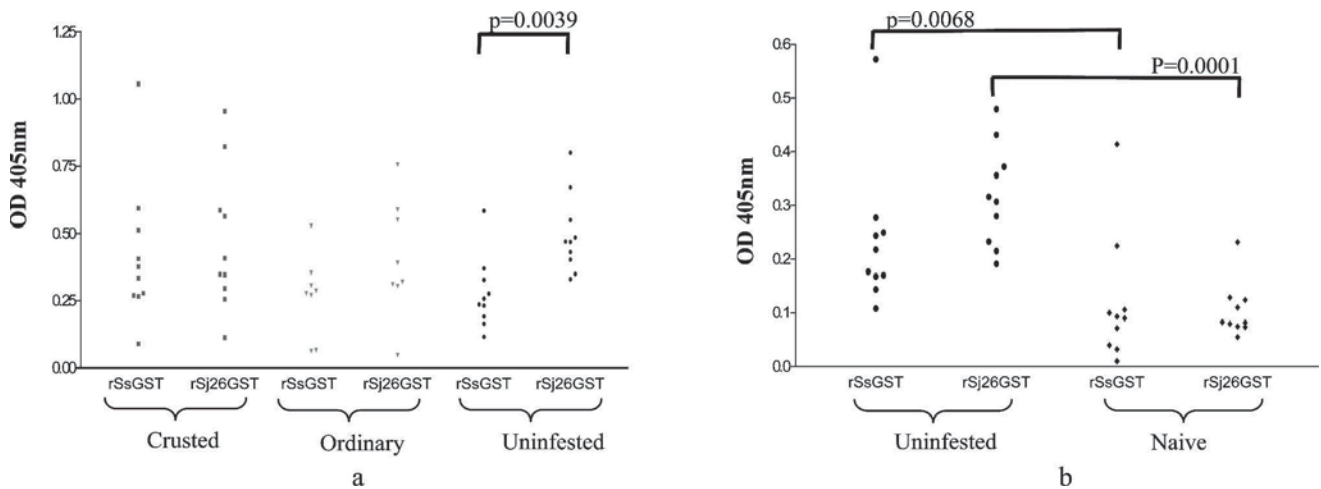 p=0.0039
1.25
1.00
0.75
0.50
0.25
0.00
OD 405nm
rSsGST rSj26GST rSsGST rSj26GST rSsGST rSj26GST
Crusted Ordinary Uninfested
a
p=0.0068
P=0.0001
0.6
0.5
0.4
0.3
0.2
0.1
0.0
OD 405nm
rSsGST rSj26GST rSsGST rSj26GST
Uninfested Naive
b